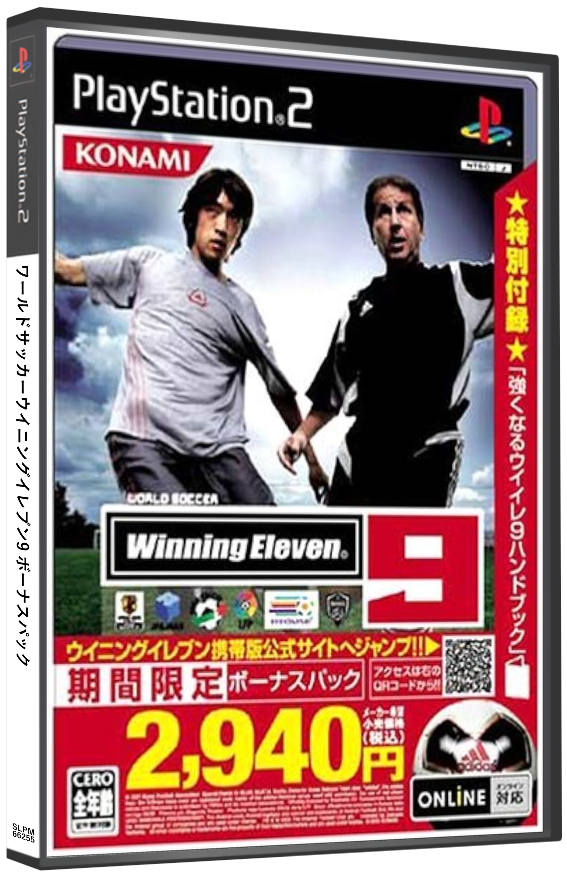 PlayStation.2
ワールドサッカーウイニングイレブン9 ボーナスパック
SLPM
66255
PlayStation®2
NTSC J
KONAMI
★特別付録★
「強くなるウイイレ9ハンドブック」
WORLD SOCCER
Winning Eleven®
9
ウイニングイレブン携帯版公式サイトへジャンプ!!
期間限定ボーナスパック
アクセスは右の
QRコードから!!
2,940円
メーカー希望
小売価格
(税込)
adidas
CERO
全年齢
ONLiNE
オンライン
対応